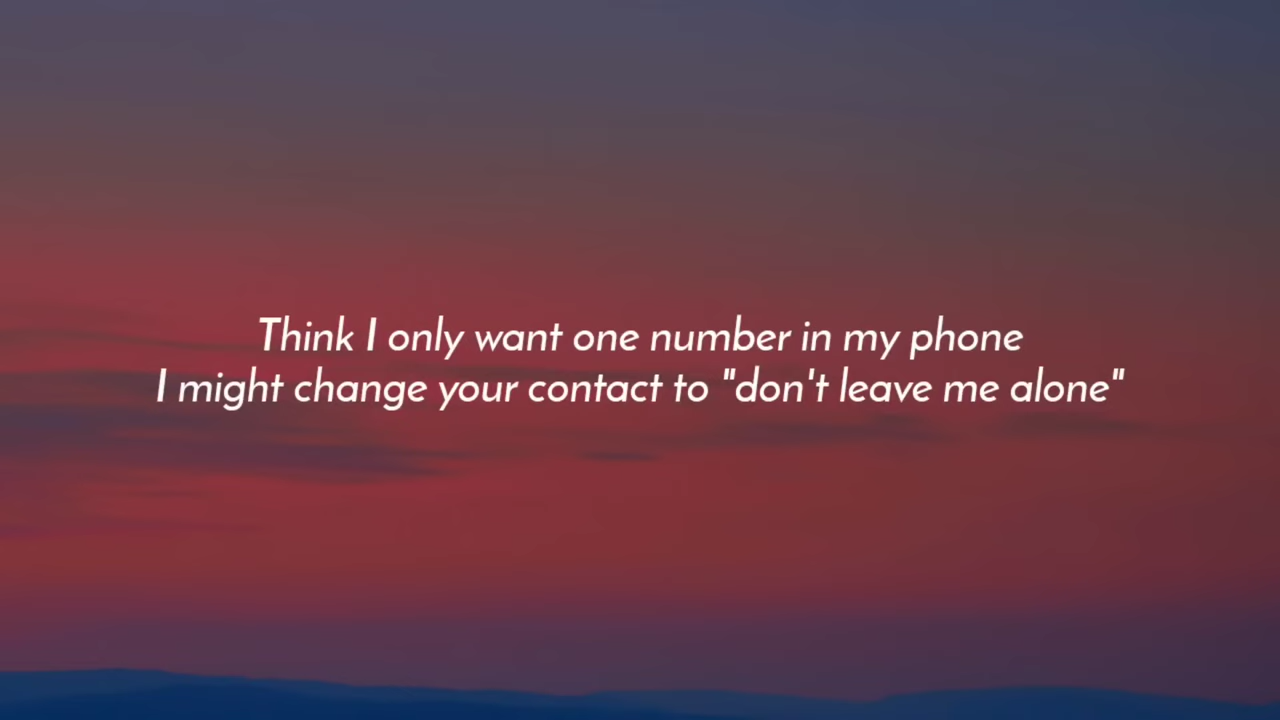 Think I only want one number in my phone
I might change your contact to "don't leave me alone"